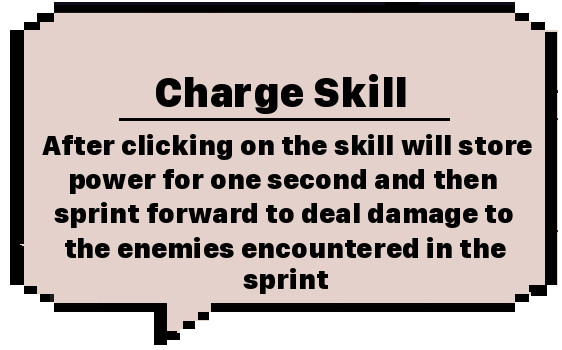 Charge Skill
After clicking on the skill will store
power for one second and then
sprint forward to deal damage to
the enemies encountered in the
sprint